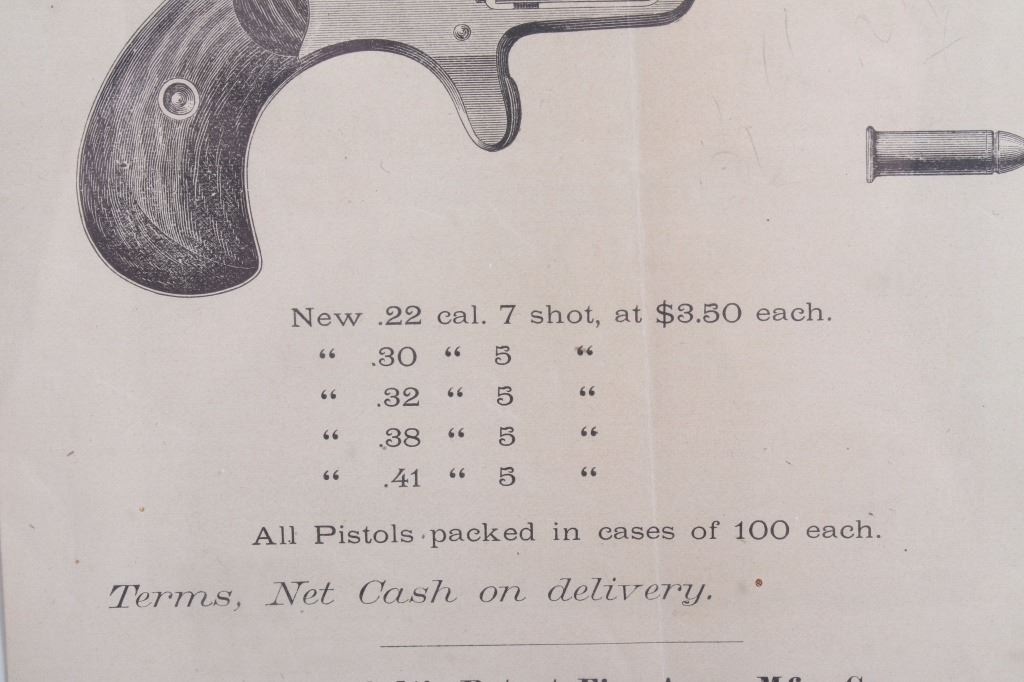 New .22 cal. 7 shot, at $3.50 each.
“ .30 “ 5 “
“ .32 “ 5 “
“ .38 “ 5 “
“ .41 “ 5 “
All Pistols packed in cases of 100 each.
Terms, Net Cash on delivery.